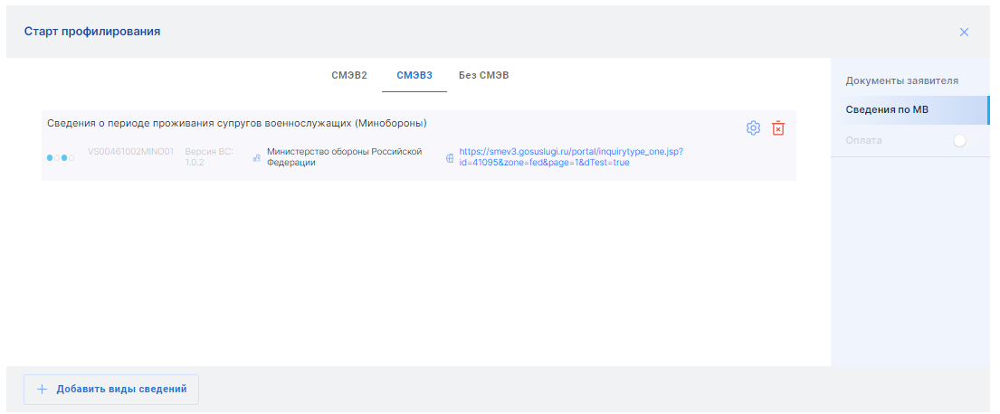 Старт профилирования
СМЭВ2
СМЭВ3
Без СМЭВ
Сведения о периоде проживания супругов военнослужащих (Минобороны)
VS00461002MINO01
Версия ВС:
1.0.2
Министерство обороны Российской
Федерации
https://smev3.gosuslugi.ru/portal/inquirytype_one.jsp?
id=41095&zone=fed&page=1&dTest=true
Документы заявителя
Сведения по МВ
Оплата
Добавить виды сведений